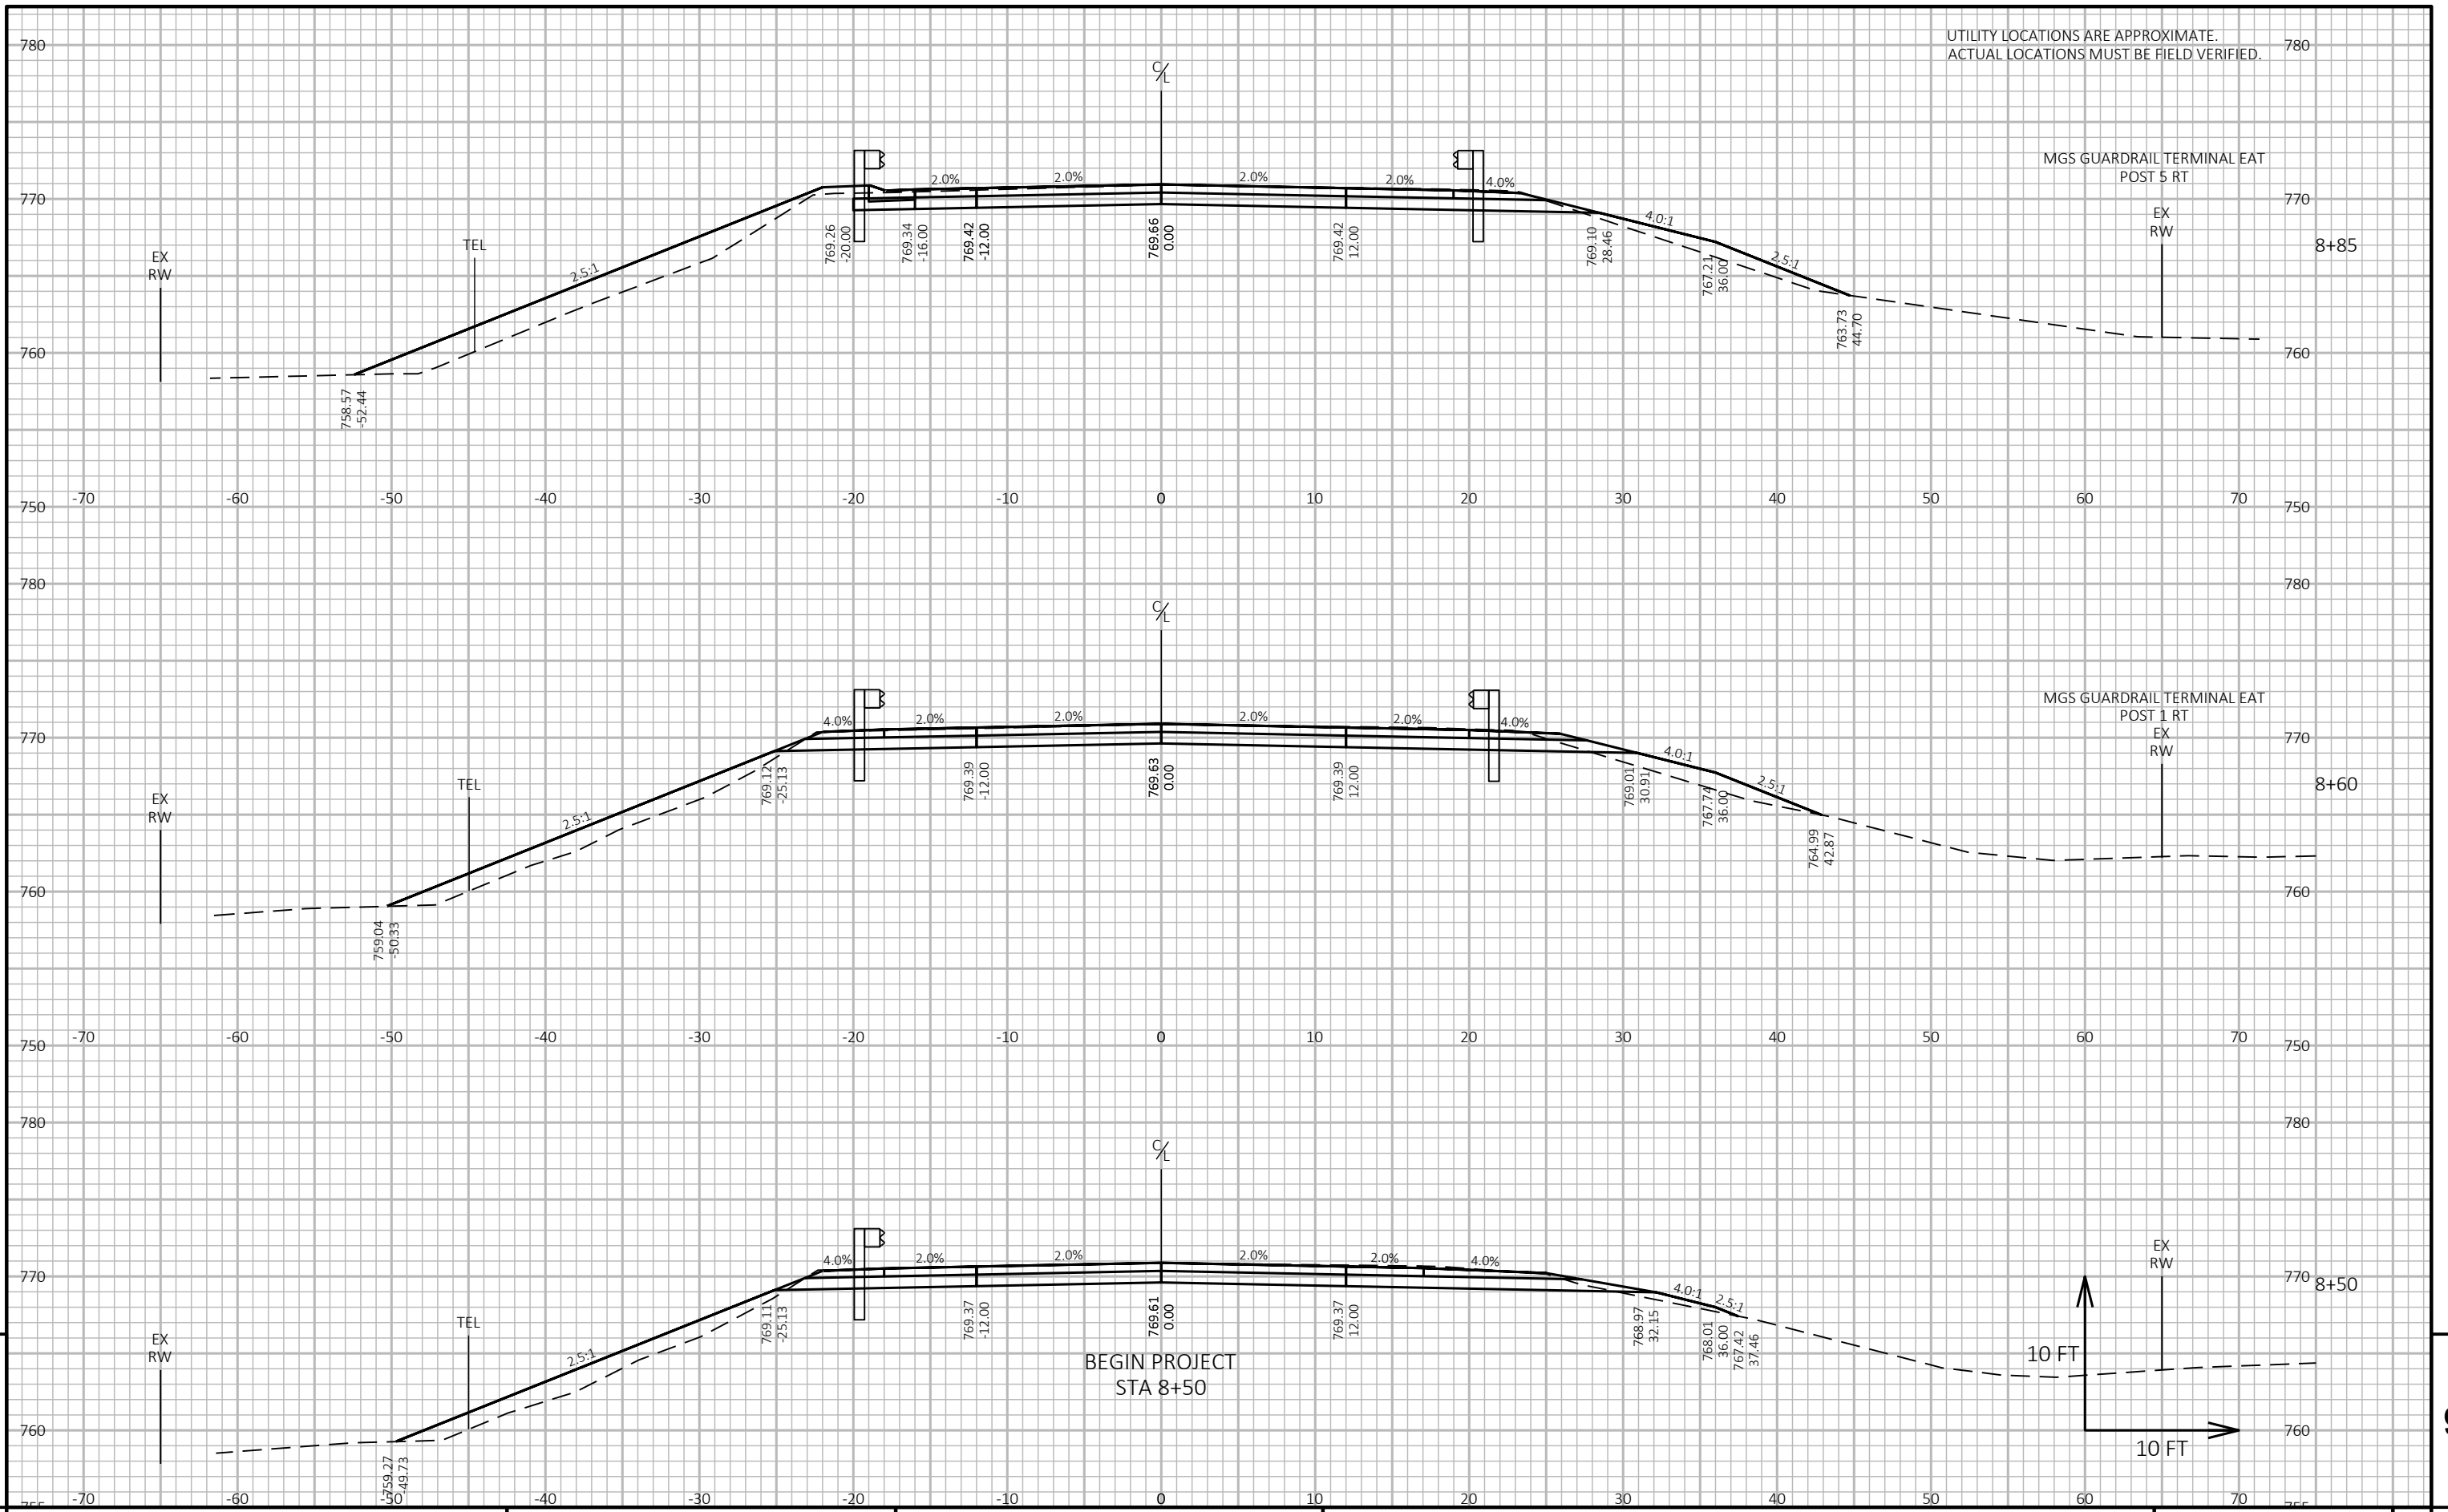 UTILITY LOCATIONS ARE APPROXIMATE.
ACTUAL LOCATIONS MUST BE FIELD VERIFIED.
780 780
C/L
MGS GUARDRAIL TERMINAL EAT
POST 5 RT
2.0% 2.0% 2.0% 2.0% 4.0%
770 770
EX
RW
TEL
EX
RW
8+85
2.5:1
4.0:1
2.5:1
769.26
-20.00
769.34
-16.00
769.42
-12.00
769.66
0.00
769.42
12.00
769.10
28.46
767.21
36.00
763.73
44.70
760 760
758.57
-52.44
-70 -60 -50 -40 -30 -20 -10 0 10 20 30 40 50 60 70
750 750
780 780
C/L
MGS GUARDRAIL TERMINAL EAT
POST 1 RT
EX
RW
4.0% 2.0% 2.0% 2.0% 2.0% 4.0%
770 770
4.0:1
2.5:1
TEL
8+60
EX
RW
2.5:1
769.12
-25.13
769.39
-12.00
769.63
0.00
769.39
12.00
769.01
30.91
767.74
36.00
764.99
42.87
760 760
759.04
-50.33
-70 -60 -50 -40 -30 -20 -10 0 10 20 30 40 50 60 70
750 750
780 780
C/L
EX
RW
4.0% 2.0% 2.0% 2.0% 2.0% 4.0%
770 770
8+50
4.0:1
2.5:1
TEL
EX
RW
2.5:1
769.11
-25.13
769.37
-12.00
769.61
0.00
769.37
12.00
768.97
32.15
768.01
36.00
767.42
37.46
BEGIN PROJECT
STA 8+50
10 FT
760 760
10 FT
759.27
-49.73
-70 -60 -50 -40 -30 -20 -10 0 10 20 30 40 50 60 70